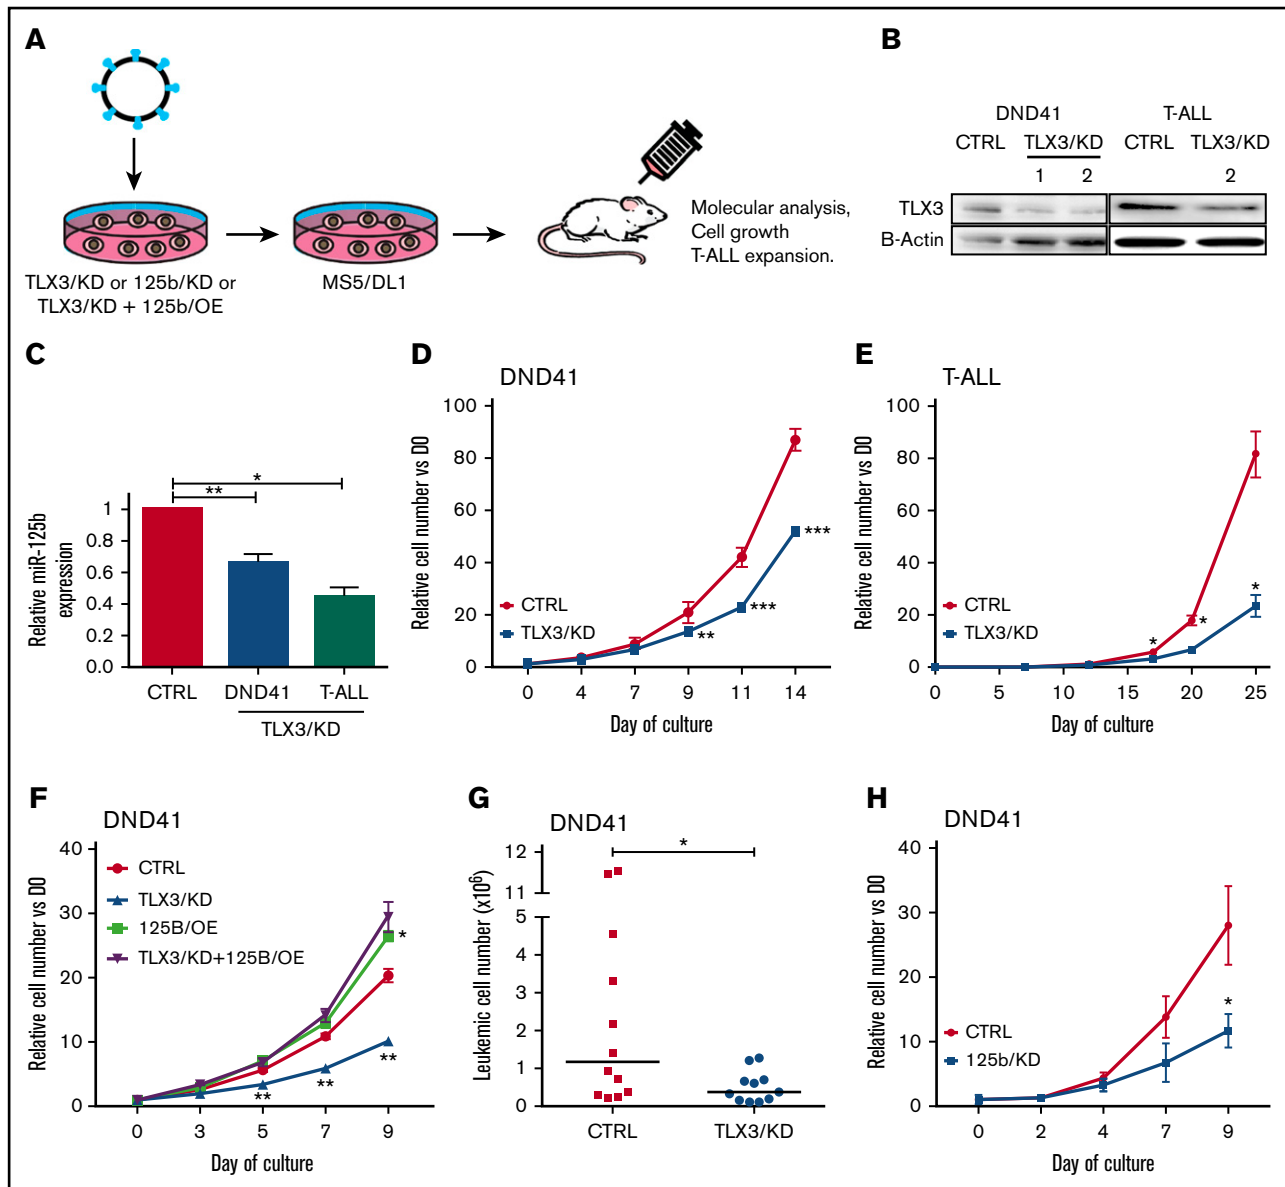 A
TLX3/KD or 125b/KD or
TLX3/KD + 125b/OE
MS5/DL1
Molecular analysis,
Cell growth
T-ALL expansion.
B
DND41 T-ALL
CTRL TLX3/KD CTRL TLX3/KD
1 2 2
TLX3
B-Actin
C
Relative miR-125b
expression
1
0.8
0.6
0.4
0.2
0.0
*
**
CTRL DND41 T-ALL
TLX3/KD
D
DND41
Relative cell number vs D0
100
80
60
40
20
0
CTRL
TLX3/KD
**
***
***
0 4 7 9 11 14
Day of culture
E
T-ALL
Relative cell number vs D0
100
80
60
40
20
0
CTRL
TLX3/KD
*
*
*
0 5 10 15 20 25
Day of culture
F
DND41
Relative cell number vs D0
40
30
20
10
0
CTRL
TLX3/KD
125B/OE
TLX3/KD+125B/OE
*
**
**
**
0 3 5 7 9
Day of culture
G
DND41
Leukemic cell number (x10⁶)
12
11
5
4
3
2
1
0
*
CTRL TLX3/KD
H
DND41
Relative cell number vs D0
40
30
20
10
0
CTRL
125b/KD
*
0 2 4 7 9
Day of culture